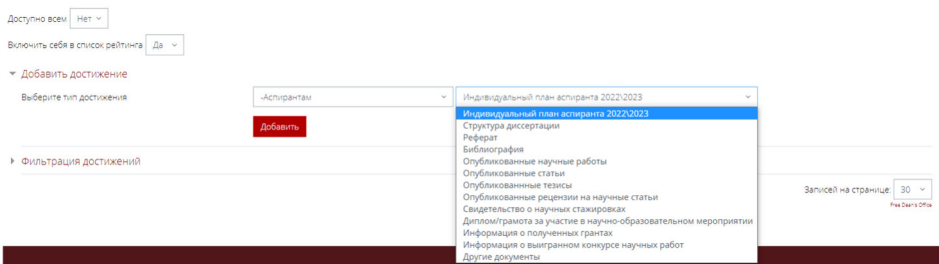 Доступно всем Нет
Включить себя в список рейтинга Да
Добавить достижение
Выберите тип достижения -Аспирантам Индивидуальный план аспиранта 2022\2023
Индивидуальный план аспиранта 2022\2023
Добавить
Структура диссертации
Реферат
Библиография
Опубликованные научные работы
Фильтрация достижений
Опубликованные статьи
Опубликованнные тезисы
Опубликованные рецензии на научные статьи
Записей на странице: 30
Free Dean's Office
Свидетельство о научных стажировках
Диплом/грамота за участие в научно-образовательном мероприятии
Информация о полученных грантах
Информация о выигранном конкурсе научных работ
Другие документы